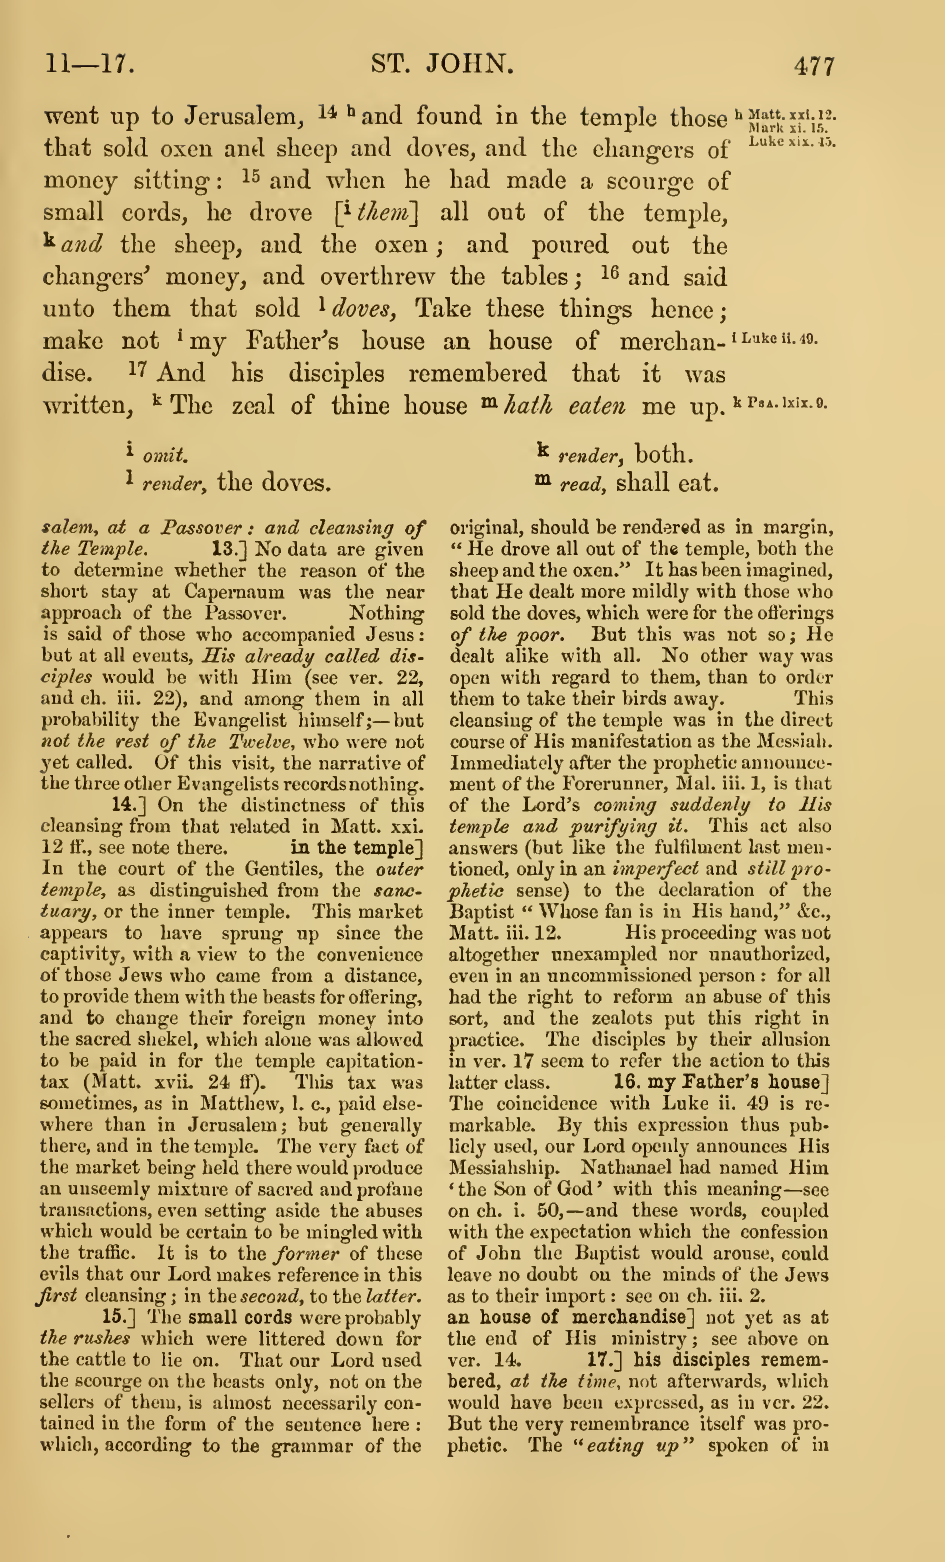 11—17. ST. JOHN. 477
went up to Jerusalem, 14 h and found in the temple those
that sold oxen and sheep and doves, and the changers of
money sitting: 15 and when he had made a scourge of
small cords, he drove [i them] all out of the temple,
k and the sheep, and the oxen; and poured out the
changers' money, and overthrew the tables; 16 and said
unto them that sold l doves, Take these things hence;
make not i my Father's house an house of merchan-
dise. 17 And his disciples remembered that it was
written, k The zeal of thine house m hath eaten me up.
h Matt. xxi. 12.
Mark xi. 15.
Luke xix. 45.
i Luke ii. 49.
k Psa. lxix. 9.
i omit.
l render, the doves.
k render, both.
m read, shall eat.
salem, at a Passover: and cleansing of
the Temple. 13.] No data are given
to determine whether the reason of the
short stay at Capernaum was the near
approach of the Passover. Nothing
is said of those who accompanied Jesus:
but at all events, His already called dis-
ciples would be with Him (see ver. 22,
and ch. iii. 22), and among them in all
probability the Evangelist himself;—but
not the rest of the Twelve, who were not
yet called. Of this visit, the narrative of
the three other Evangelists records nothing.
14.] On the distinctness of this
cleansing from that related in Matt. xxi.
12 ff., see note there. in the temple]
In the court of the Gentiles, the outer
temple, as distinguished from the sanc-
tuary, or the inner temple. This market
appears to have sprung up since the
captivity, with a view to the convenience
of those Jews who came from a distance,
to provide them with the beasts for offering,
and to change their foreign money into
the sacred shekel, which alone was allowed
to be paid in for the temple capitation-
tax (Matt. xvii. 24 ff). This tax was
sometimes, as in Matthew, l. c., paid else-
where than in Jerusalem; but generally
there, and in the temple. The very fact of
the market being held there would produce
an unseemly mixture of sacred and profane
transactions, even setting aside the abuses
which would be certain to be mingled with
the traffic. It is to the former of these
evils that our Lord makes reference in this
first cleansing; in the second, to the latter.
15.] The small cords were probably
the rushes which were littered down for
the cattle to lie on. That our Lord used
the scourge on the beasts only, not on the
sellers of them, is almost necessarily con-
tained in the form of the sentence here:
which, according to the grammar of the
original, should be rendered as in margin,
"He drove all out of the temple, both the
sheep and the oxen." It has been imagined,
that He dealt more mildly with those who
sold the doves, which were for the offerings
of the poor. But this was not so; He
dealt alike with all. No other way was
open with regard to them, than to order
them to take their birds away. This
cleansing of the temple was in the direct
course of His manifestation as the Messiah.
Immediately after the prophetic announce-
ment of the Forerunner, Mal. iii. 1, is that
of the Lord's coming suddenly to His
temple and purifying it. This act also
answers (but like the fulfilment last men-
tioned, only in an imperfect and still pro-
phetic sense) to the declaration of the
Baptist "Whose fan is in His hand," &c.,
Matt. iii. 12. His proceeding was not
altogether unexampled nor unauthorized,
even in an uncommissioned person: for all
had the right to reform an abuse of this
sort, and the zealots put this right in
practice. The disciples by their allusion
in ver. 17 seem to refer the action to this
latter class. 16. my Father's house]
The coincidence with Luke ii. 49 is re-
markable. By this expression thus pub-
licly used, our Lord openly announces His
Messiahship. Nathanael had named Him
'the Son of God' with this meaning—see
on ch. i. 50,—and these words, coupled
with the expectation which the confession
of John the Baptist would arouse, could
leave no doubt on the minds of the Jews
as to their import: see on ch. iii. 2.
an house of merchandise] not yet as at
the end of His ministry; see above on
ver. 14. 17.] his disciples remem-
bered, at the time, not afterwards, which
would have been expressed, as in ver. 22.
But the very remembrance itself was pro-
phetic. The "eating up" spoken of in